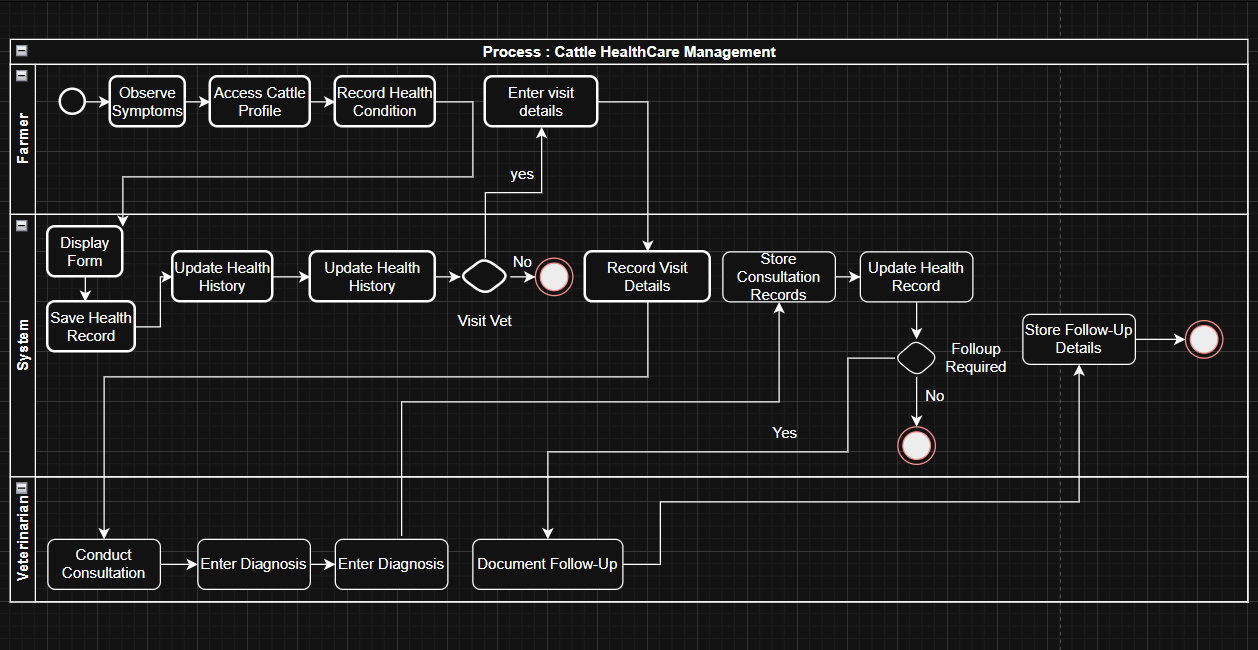 Process : Cattle HealthCare Management
Farmer
Observe
Symptoms
Access Cattle
Profile
Record Health
Condition
Enter visit
details
yes
System
Display
Form
Save Health
Record
Update Health
History
Update Health
History
No
Visit Vet
Record Visit
Details
Store
Consultation
Records
Update Health
Record
Folloup
Required
No
Yes
Store Follow-Up
Details
Veterinarian
Conduct
Consultation
Enter Diagnosis
Enter Diagnosis
Document Follow-Up